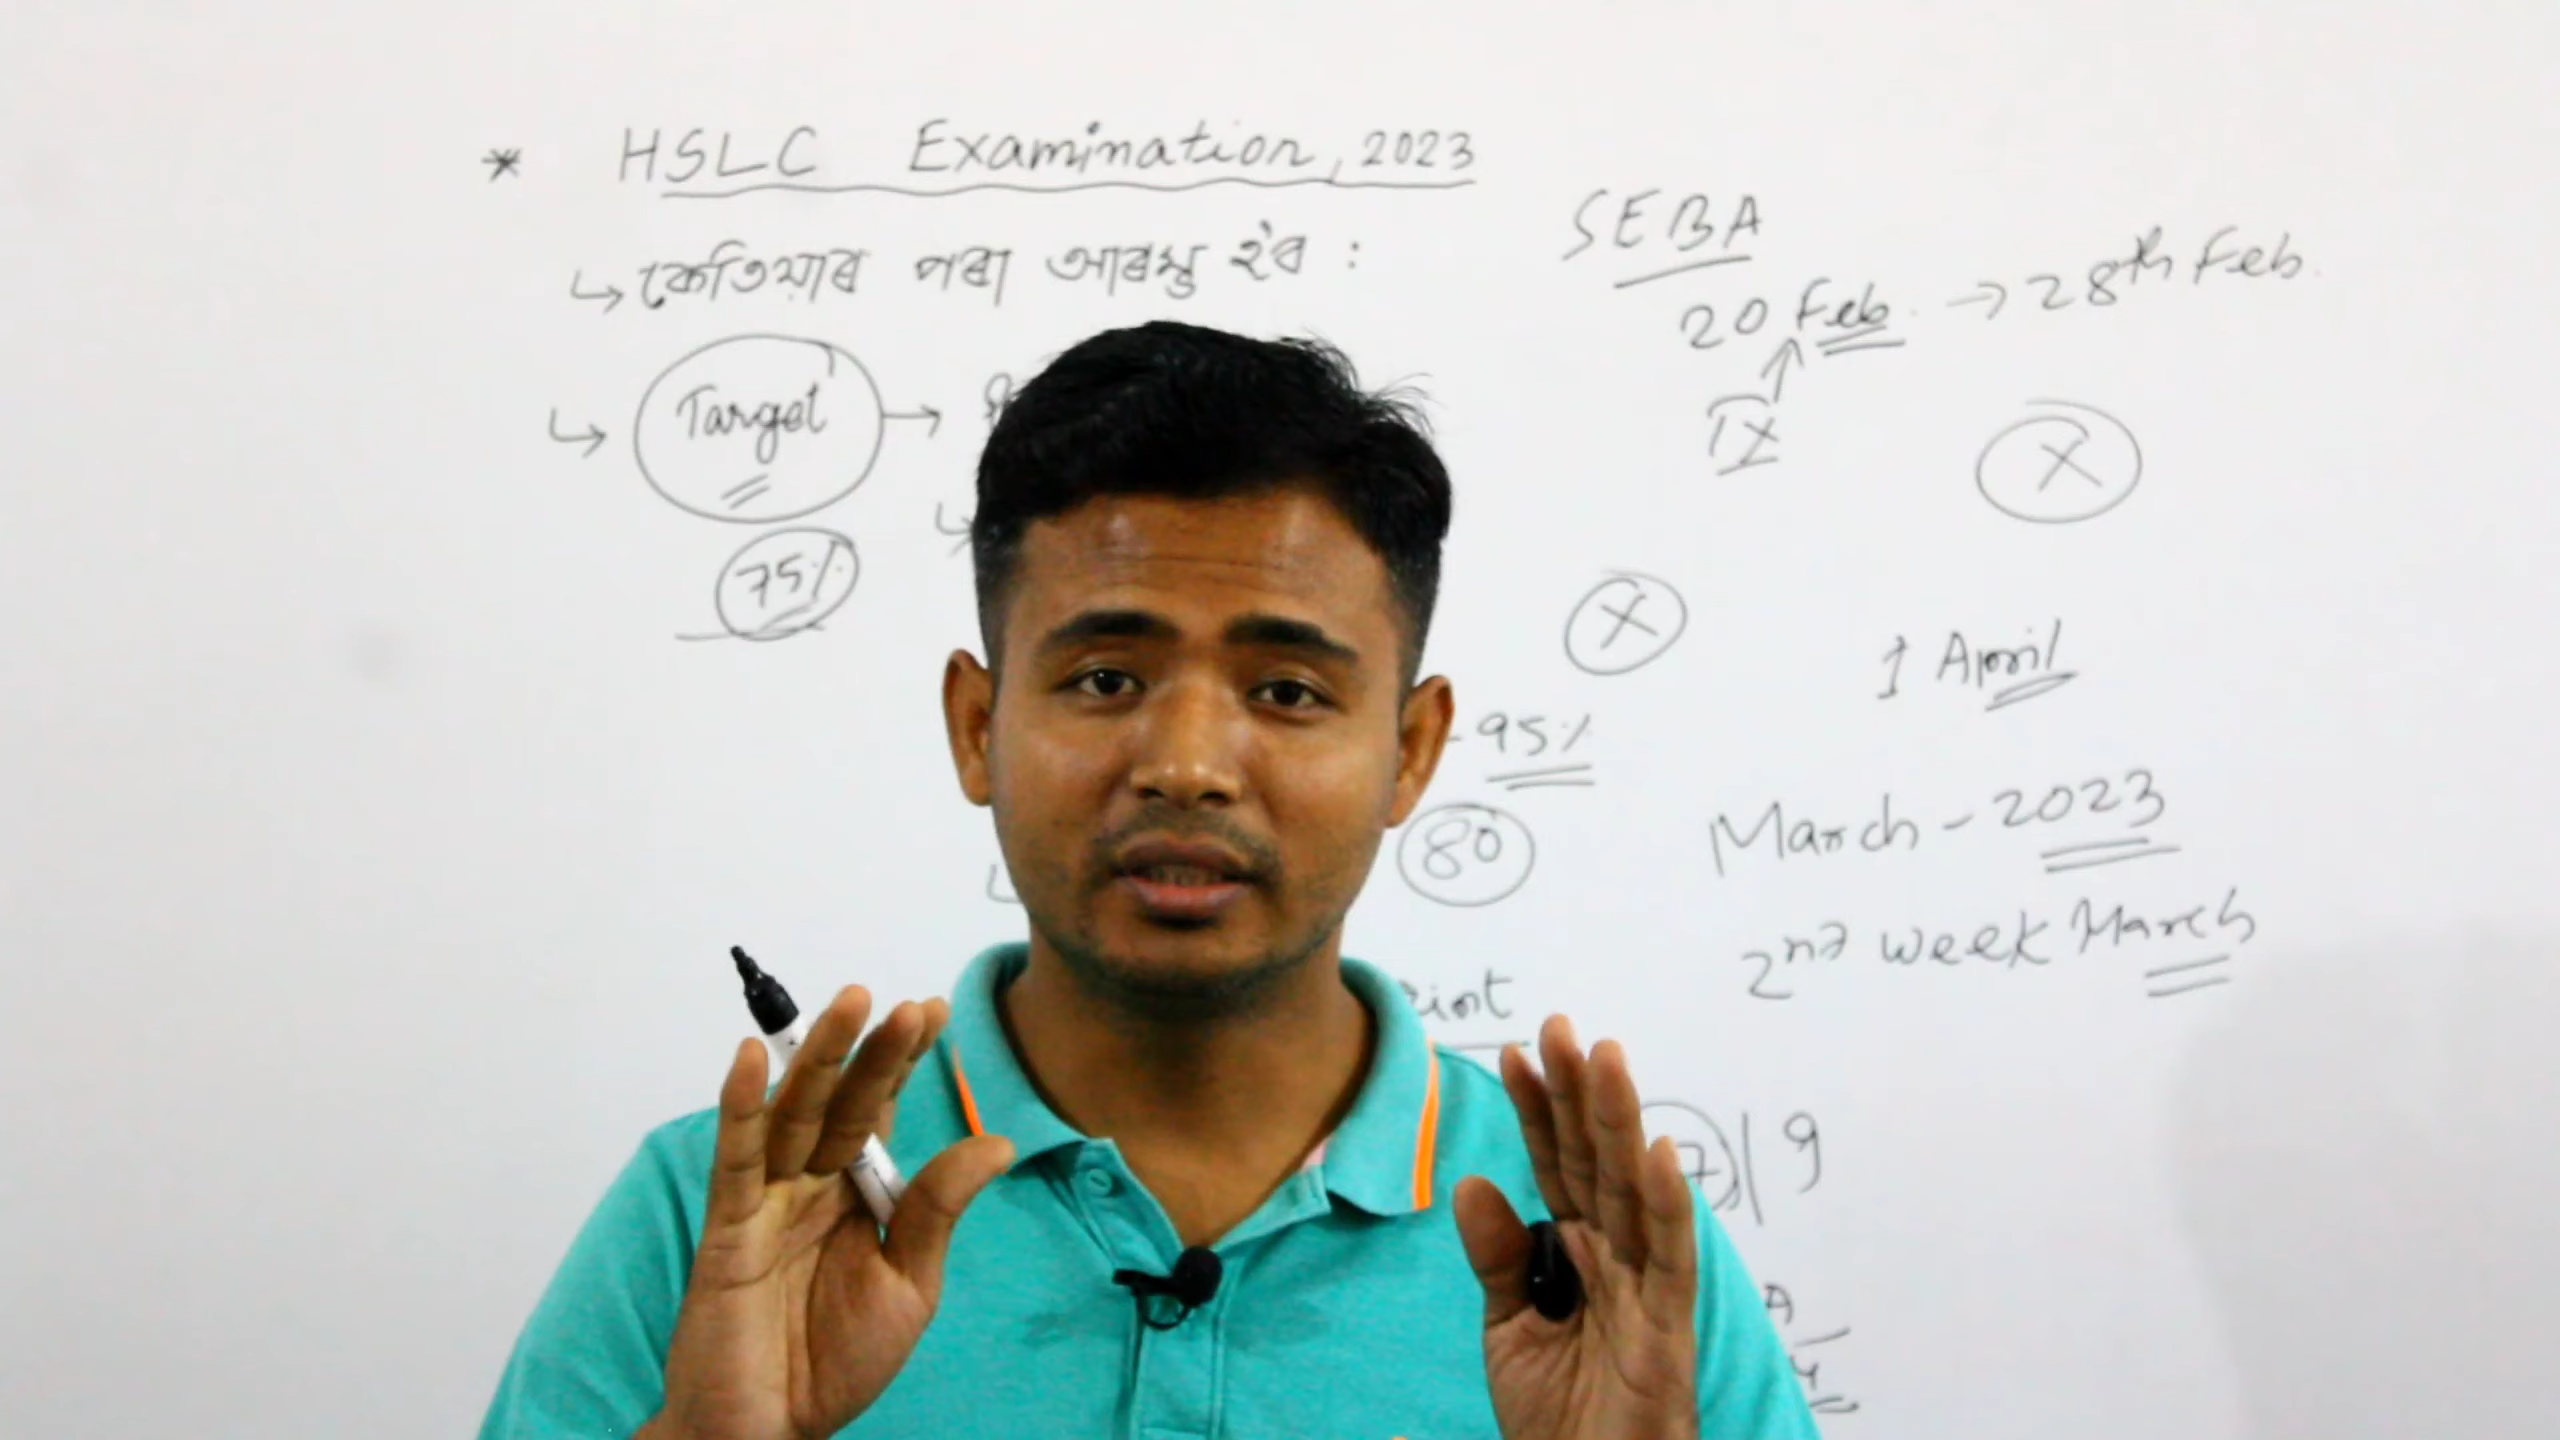 * HSLC Examination, 2023
↳ কেতিয়াৰ পৰা আৰম্ভ হ'ব :
SEBA
20 Feb. → 28th Feb.
↳ Target →
IX
X
75%
X
1 April
95%
March - 2023
80
2nd week March
7 | 9